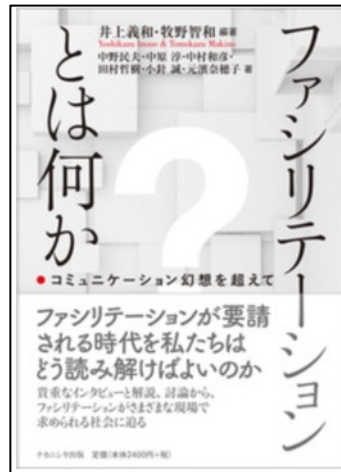 井上義和・牧野智和 編著
Yoshikazu Inoue & Tomokazu Makino
中野民夫・中原 淳・中村和彦・
田村哲樹・小針 誠・元濱奈穂子 著
ファシリテーション
とは何か
?
●コミュニケーション幻想を超えて
ファシリテーションが要請
される時代を私たちは
どう読み解けばよいのか
貴重なインタビューと解説、討論から、
ファシリテーションがさまざまな現場で
求められる社会に迫る
ナカニシヤ出版 定価(本体2400円+税)